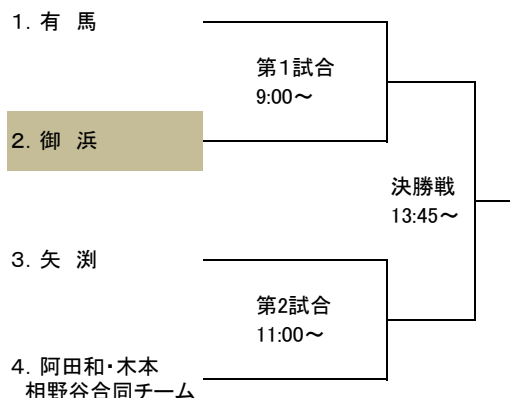 1. 有 馬
第1試合
9:00～
2. 御 浜
決勝戦
13:45～
3. 矢 渕
第2試合
11:00～
4. 阿田和・木本
相野谷合同チーム